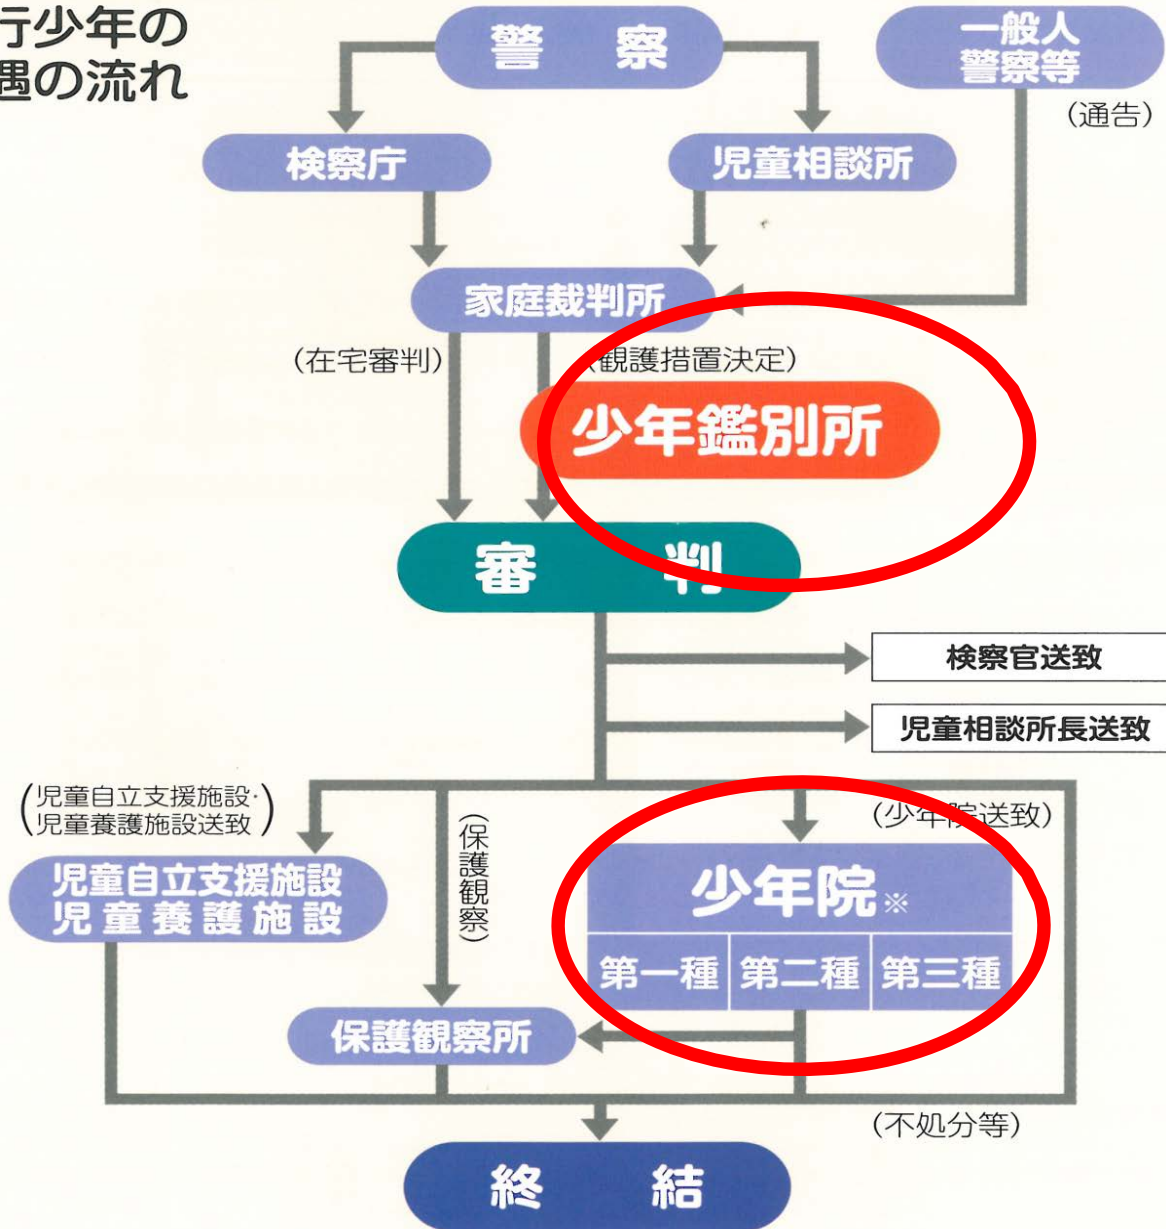 行少年の
遇の流れ
警 察
一般人
警察等
(通告)
検察庁
児童相談所
家庭裁判所
(在宅審判)
(観護措置決定)
少年鑑別所
審 判
検察官送致
児童相談所長送致
(児童自立支援施設・
児童養護施設送致)
(保護観察)
(少年院送致)
児童自立支援施設
児童養護施設
少年院※
第一種 第二種 第三種
保護観察所
(不処分等)
終 結